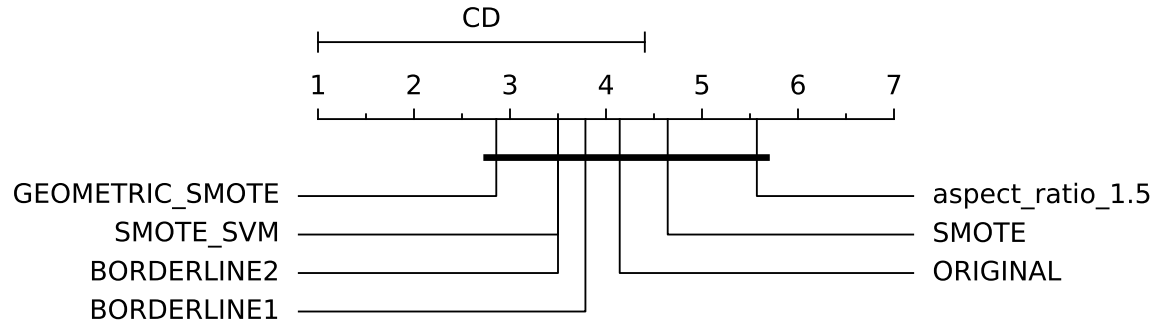 CD
1 2 3 4 5 6 7
GEOMETRIC_SMOTE aspect_ratio_1.5
SMOTE_SVM SMOTE
BORDERLINE2 ORIGINAL
BORDERLINE1